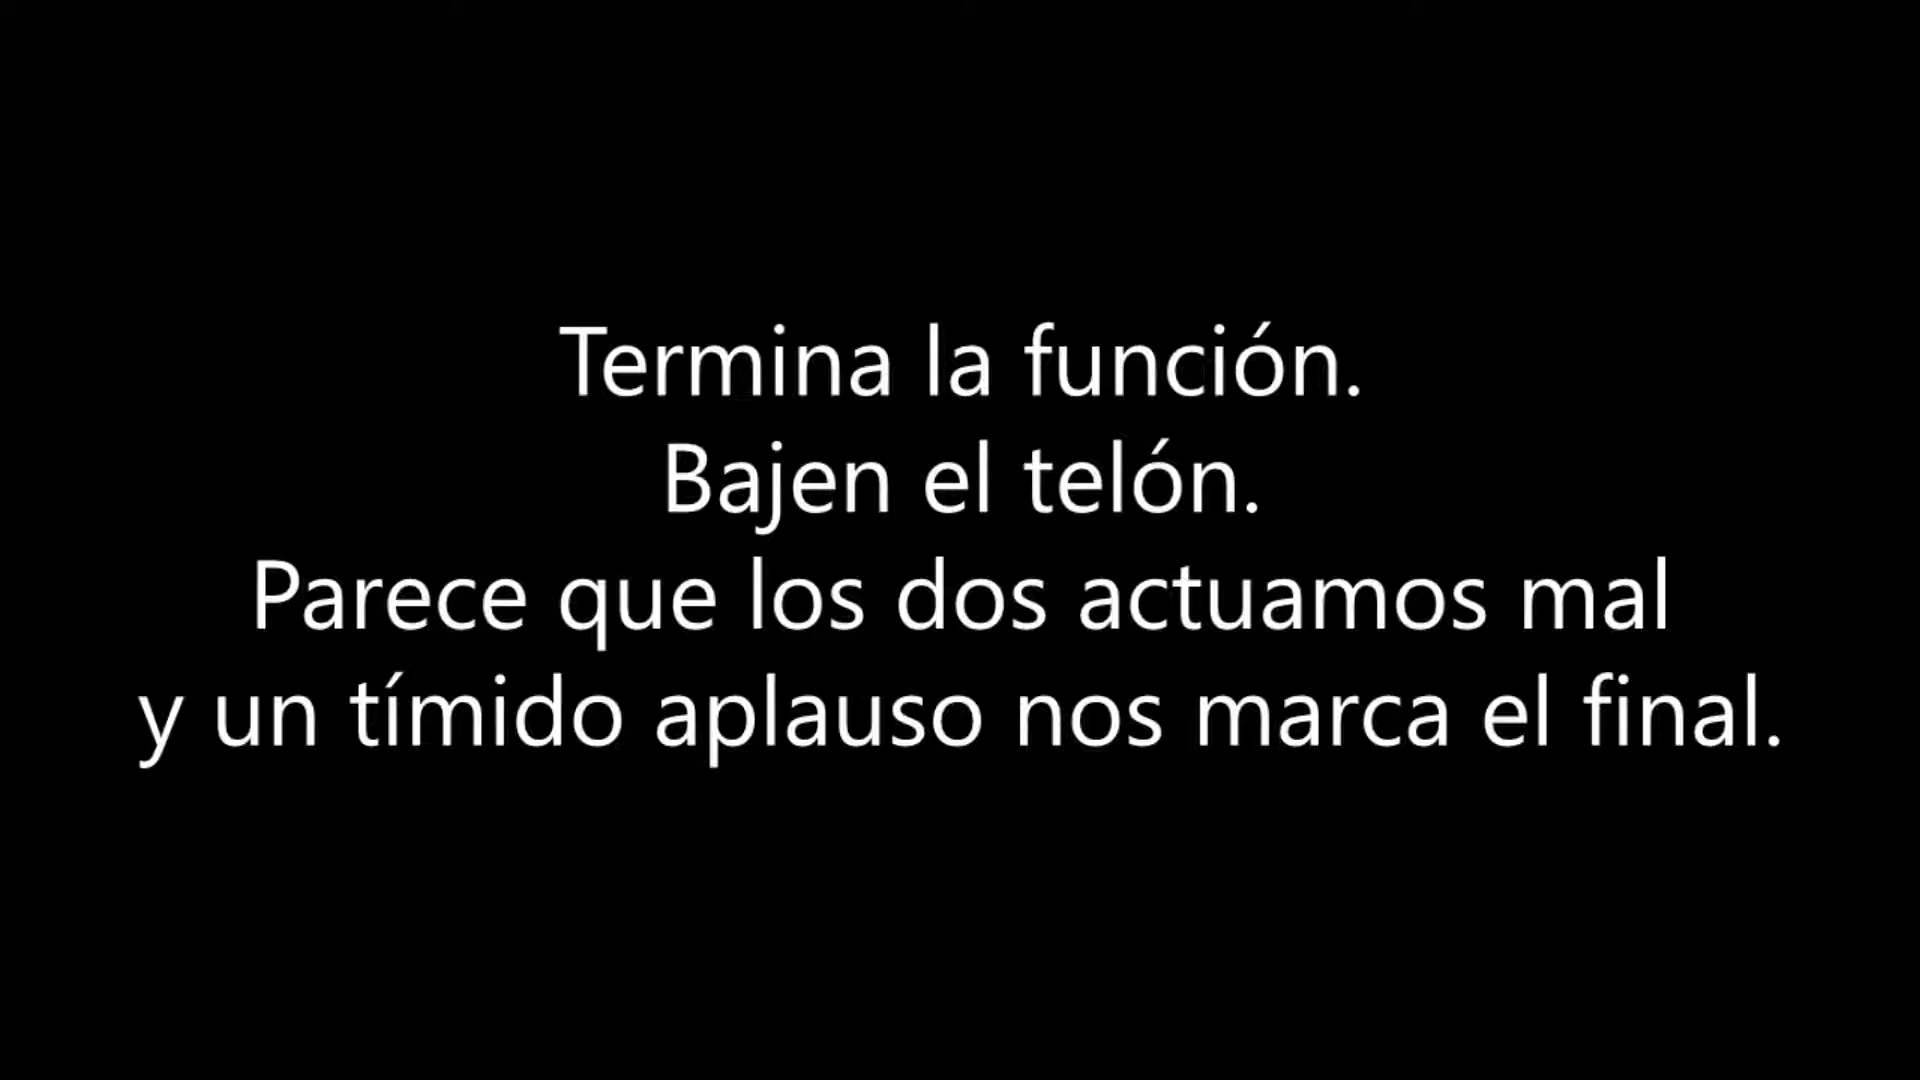 Termina la función.
Bajen el telón.
Parece que los dos actuamos mal
y un tímido aplauso nos marca el final.